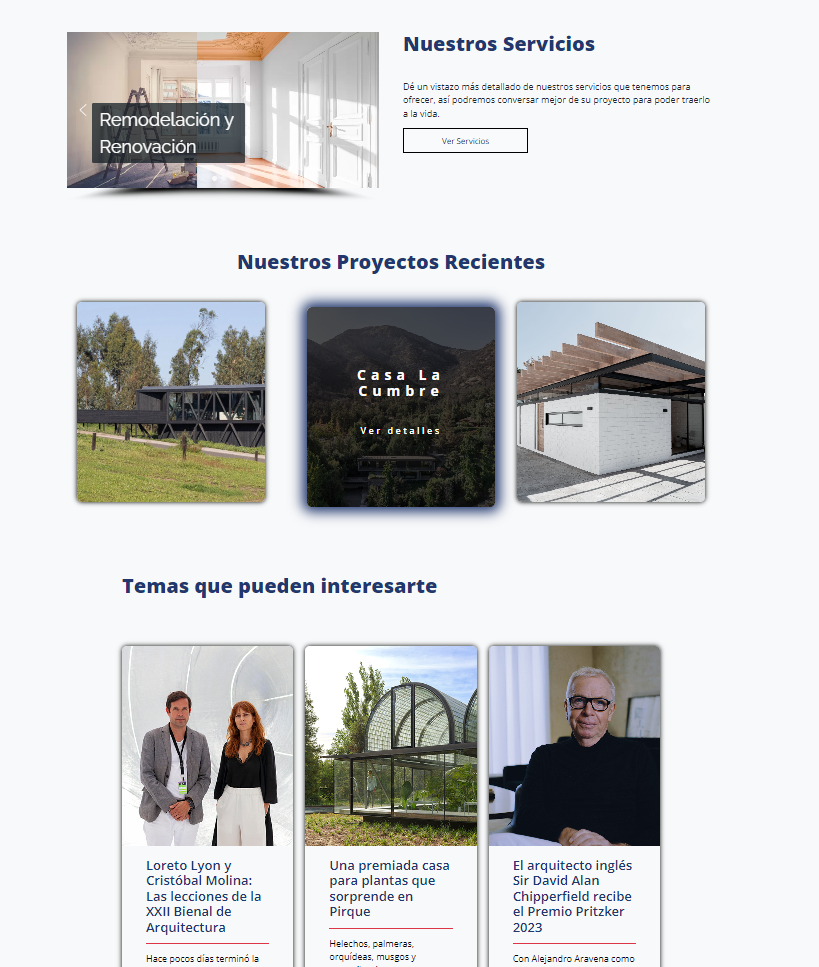 Nuestros Servicios
Remodelación y
Renovación
Dé un vistazo más detallado de nuestros servicios que tenemos para
ofrecer, así podremos conversar mejor de su proyecto para poder traerlo
a la vida.
Ver Servicios
Nuestros Proyectos Recientes
Casa La
Cumbre
Ver detalles
Temas que pueden interesarte
Loreto Lyon y
Cristóbal Molina:
Las lecciones de la
XXII Bienal de
Arquitectura
Hace pocos días terminó la
Una premiada casa
para plantas que
sorprende en
Pirque
Helechos, palmeras,
orquídeas, musgos y
El arquitecto inglés
Sir David Alan
Chipperfield recibe
el Premio Pritzker
2023
Con Alejandro Aravena como